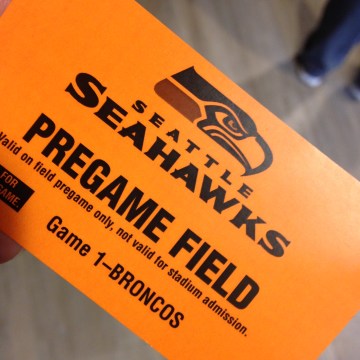 SEATTLE
SEAHAWKS
PREGAME FIELD
Valid on field pregame only, not valid for stadium admission.
FOR
GAME
Game 1–BRONCOS